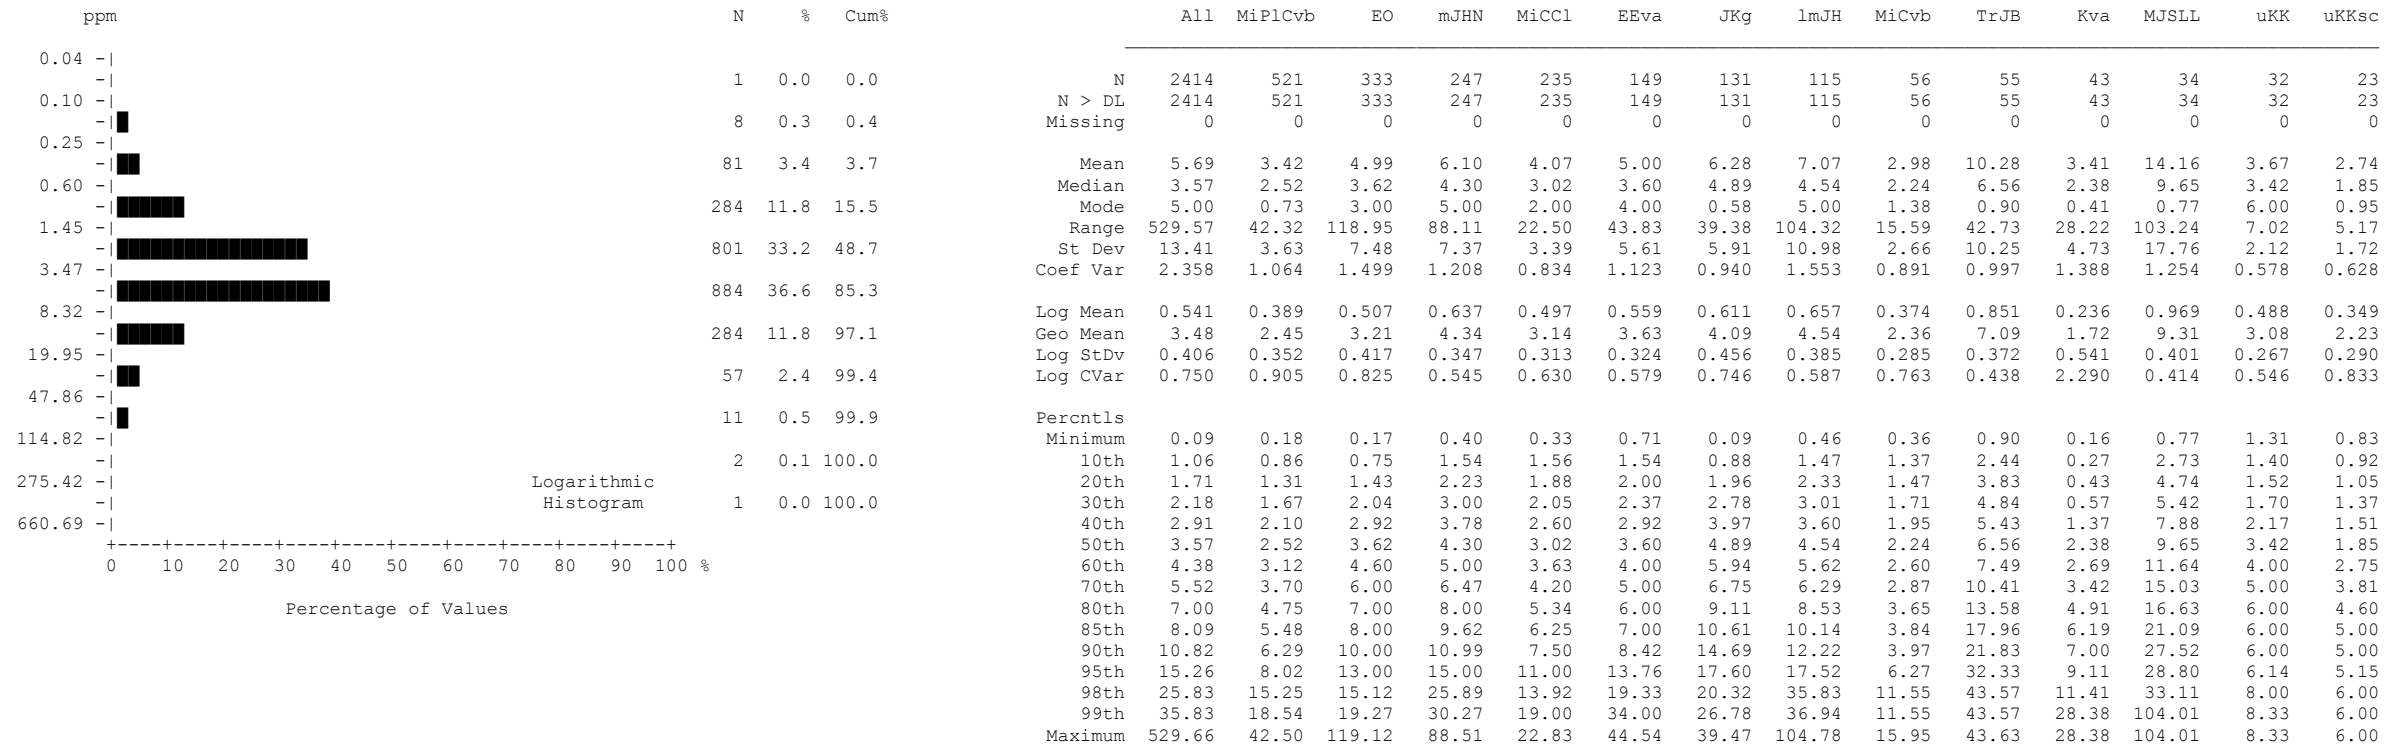 ppm N % Cum% All MiPlCvb EO mJHN MiCCl EEva JKg lmJH MiCvb TrJB Kva MJSLL uKK uKKsc
0.04 -|
-| 1 0.0 0.0 N 2414 521 333 247 235 149 131 115 56 55 43 34 32 23
0.10 -| N > DL 2414 521 333 247 235 149 131 115 56 55 43 34 32 23
-| 8 0.3 0.4 Missing 0 0 0 0 0 0 0 0 0 0 0 0 0 0
0.25 -|
-| 81 3.4 3.7 Mean 5.69 3.42 4.99 6.10 4.07 5.00 6.28 7.07 2.98 10.28 3.41 14.16 3.67 2.74
0.60 -| Median 3.57 2.52 3.62 4.30 3.02 3.60 4.89 4.54 2.24 6.56 2.38 9.65 3.42 1.85
-| 284 11.8 15.5 Mode 5.00 0.73 3.00 5.00 2.00 4.00 0.58 5.00 1.38 0.90 0.41 0.77 6.00 0.95
1.45 -| Range 529.57 42.32 118.95 88.11 22.50 43.83 39.38 104.32 15.59 42.73 28.22 103.24 7.02 5.17
-| 801 33.2 48.7 St Dev 13.41 3.63 7.48 7.37 3.39 5.61 5.91 10.98 2.66 10.25 4.73 17.76 2.12 1.72
3.47 -| Coef Var 2.358 1.064 1.499 1.208 0.834 1.123 0.940 1.553 0.891 0.997 1.388 1.254 0.578 0.628
-| 884 36.6 85.3
8.32 -| Log Mean 0.541 0.389 0.507 0.637 0.497 0.559 0.611 0.657 0.374 0.851 0.236 0.969 0.488 0.349
-| 284 11.8 97.1 Geo Mean 3.48 2.45 3.21 4.34 3.14 3.63 4.09 4.54 2.36 7.09 1.72 9.31 3.08 2.23
19.95 -| Log StDv 0.406 0.352 0.417 0.347 0.313 0.324 0.456 0.385 0.285 0.372 0.541 0.401 0.267 0.290
-| 57 2.4 99.4 Log CVar 0.750 0.905 0.825 0.545 0.630 0.579 0.746 0.587 0.763 0.438 2.290 0.414 0.546 0.833
47.86 -|
-| 11 0.5 99.9 Percntls
114.82 -| Minimum 0.09 0.18 0.17 0.40 0.33 0.71 0.09 0.46 0.36 0.90 0.16 0.77 1.31 0.83
-| 2 0.1 100.0 10th 1.06 0.86 0.75 1.54 1.56 1.54 0.88 1.47 1.37 2.44 0.27 2.73 1.40 0.92
275.42 -| Logarithmic 20th 1.71 1.31 1.43 2.23 1.88 2.00 1.96 2.33 1.47 3.83 0.43 4.74 1.52 1.05
-| Histogram 1 0.0 100.0 30th 2.18 1.67 2.04 3.00 2.05 2.37 2.78 3.01 1.71 4.84 0.57 5.42 1.70 1.37
660.69 -| 40th 2.91 2.10 2.92 3.78 2.60 2.92 3.97 3.60 1.95 5.43 1.37 7.88 2.17 1.51
+----+----+----+----+----+----+----+----+----+----+ 50th 3.57 2.52 3.62 4.30 3.02 3.60 4.89 4.54 2.24 6.56 2.38 9.65 3.42 1.85
0 10 20 30 40 50 60 70 80 90 100 % 60th 4.38 3.12 4.60 5.00 3.63 4.00 5.94 5.62 2.60 7.49 2.69 11.64 4.00 2.75
70th 5.52 3.70 6.00 6.47 4.20 5.00 6.75 6.29 2.87 10.41 3.42 15.03 5.00 3.81
Percentage of Values 80th 7.00 4.75 7.00 8.00 5.34 6.00 9.11 8.53 3.65 13.58 4.91 16.63 6.00 4.60
85th 8.09 5.48 8.00 9.62 6.25 7.00 10.61 10.14 3.84 17.96 6.19 21.09 6.00 5.00
90th 10.82 6.29 10.00 10.99 7.50 8.42 14.69 12.22 3.97 21.83 7.00 27.52 6.00 5.00
95th 15.26 8.02 13.00 15.00 11.00 13.76 17.60 17.52 6.27 32.33 9.11 28.80 6.14 5.15
98th 25.83 15.25 15.12 25.89 13.92 19.33 20.32 35.83 11.55 43.57 11.41 33.11 8.00 6.00
99th 35.83 18.54 19.27 30.27 19.00 34.00 26.78 36.94 11.55 43.57 28.38 104.01 8.33 6.00
Maximum 529.66 42.50 119.12 88.51 22.83 44.54 39.47 104.78 15.95 43.63 28.38 104.01 8.33 6.00